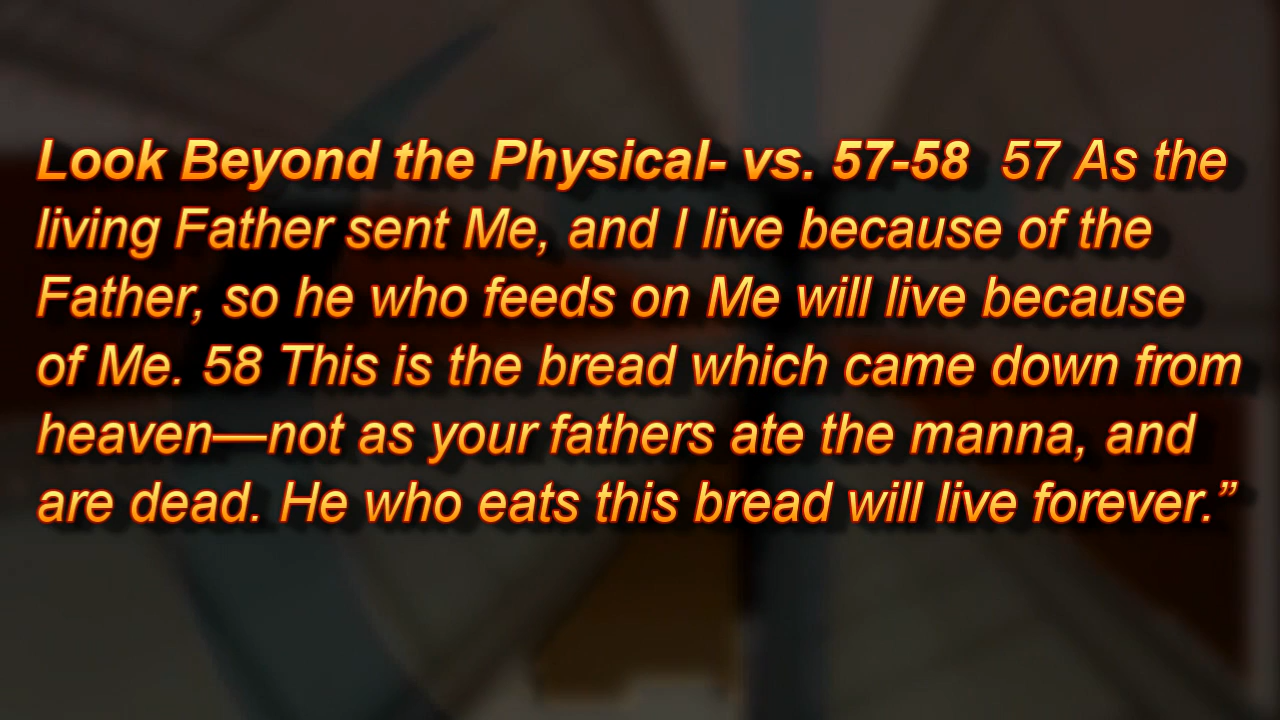 Look Beyond the Physical- vs. 57-58  57 As the
living Father sent Me, and I live because of the
Father, so he who feeds on Me will live because
of Me. 58 This is the bread which came down from
heaven—not as your fathers ate the manna, and
are dead. He who eats this bread will live forever.”